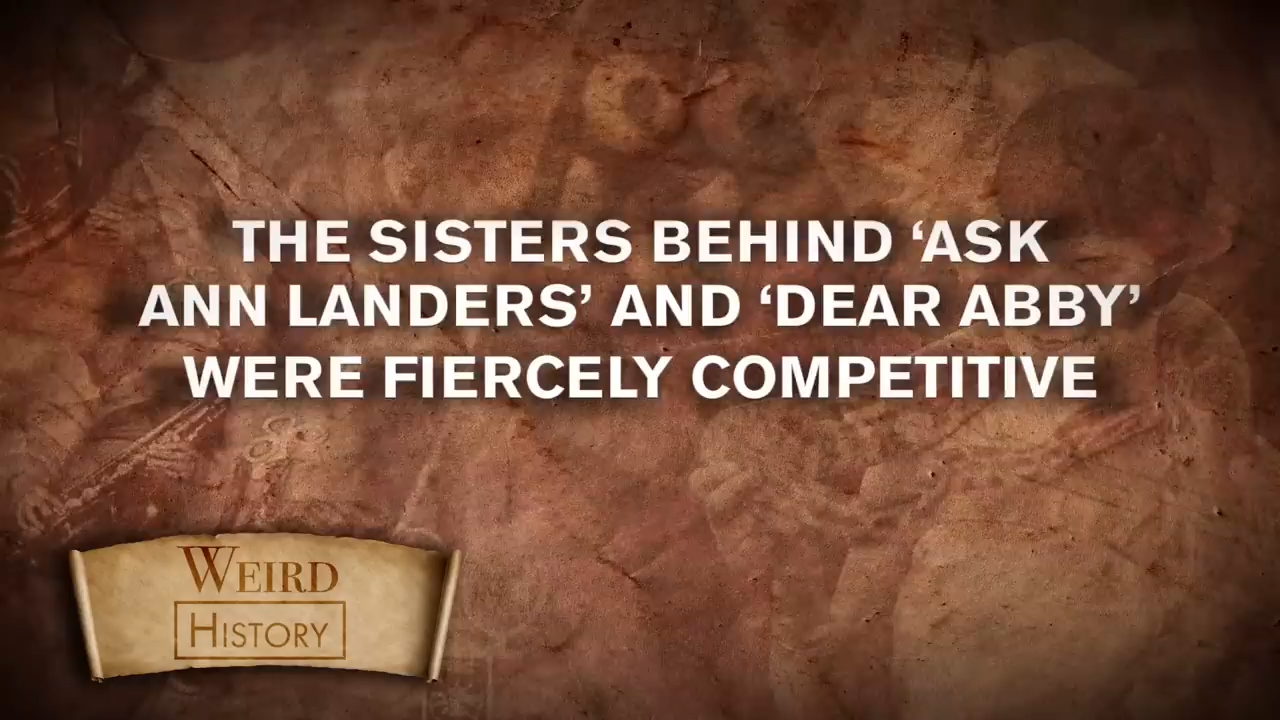 THE SISTERS BEHIND ‘ASK
ANN LANDERS’ AND ‘DEAR ABBY’
WERE FIERCELY COMPETITIVE
WEIRD
HISTORY